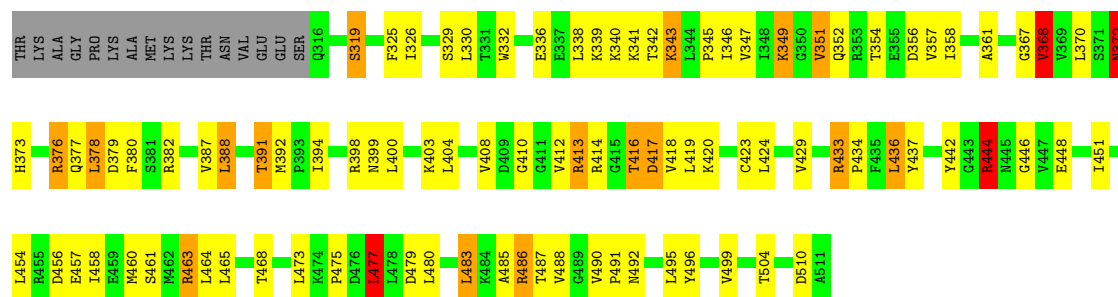 THR LYS ALA GLY PRO LYS ALA MET LYS LYS THR ASN VAL GLU GLU SER Q316 S319 F325 I326 S329 L330 T331 W332 E336 E337 L338 K339 K340 K341 T342 K343 L344 P345 I346 V347 I348 K349 G350 V351 Q352 R353 T354 E355 D356 V357 I358 A361 G367 V368 V369 L370 S371
H373 R376 Q377 L378 D379 F380 S381 R382 V387 L388 T391 M392 P393 I394 R398 N399 L400 K403 L404 V408 D409 G410 G411 V412 R413 R414 G415 T416 D417 V418 L419 K420 C423 L424 V429 R433 P434 F435 L436 Y437 Y442 G443 R444 N445 G446 V447 E448 I451
L454 R455 D456 E457 I458 E459 M460 S461 M462 R463 L464 L465 T468 L473 K474 P475 D476 L477 L478 D479 L480 L483 K484 A485 R486 T487 V488 G489 V490 P491 N492 L495 Y496 V499 T504 D510 A511